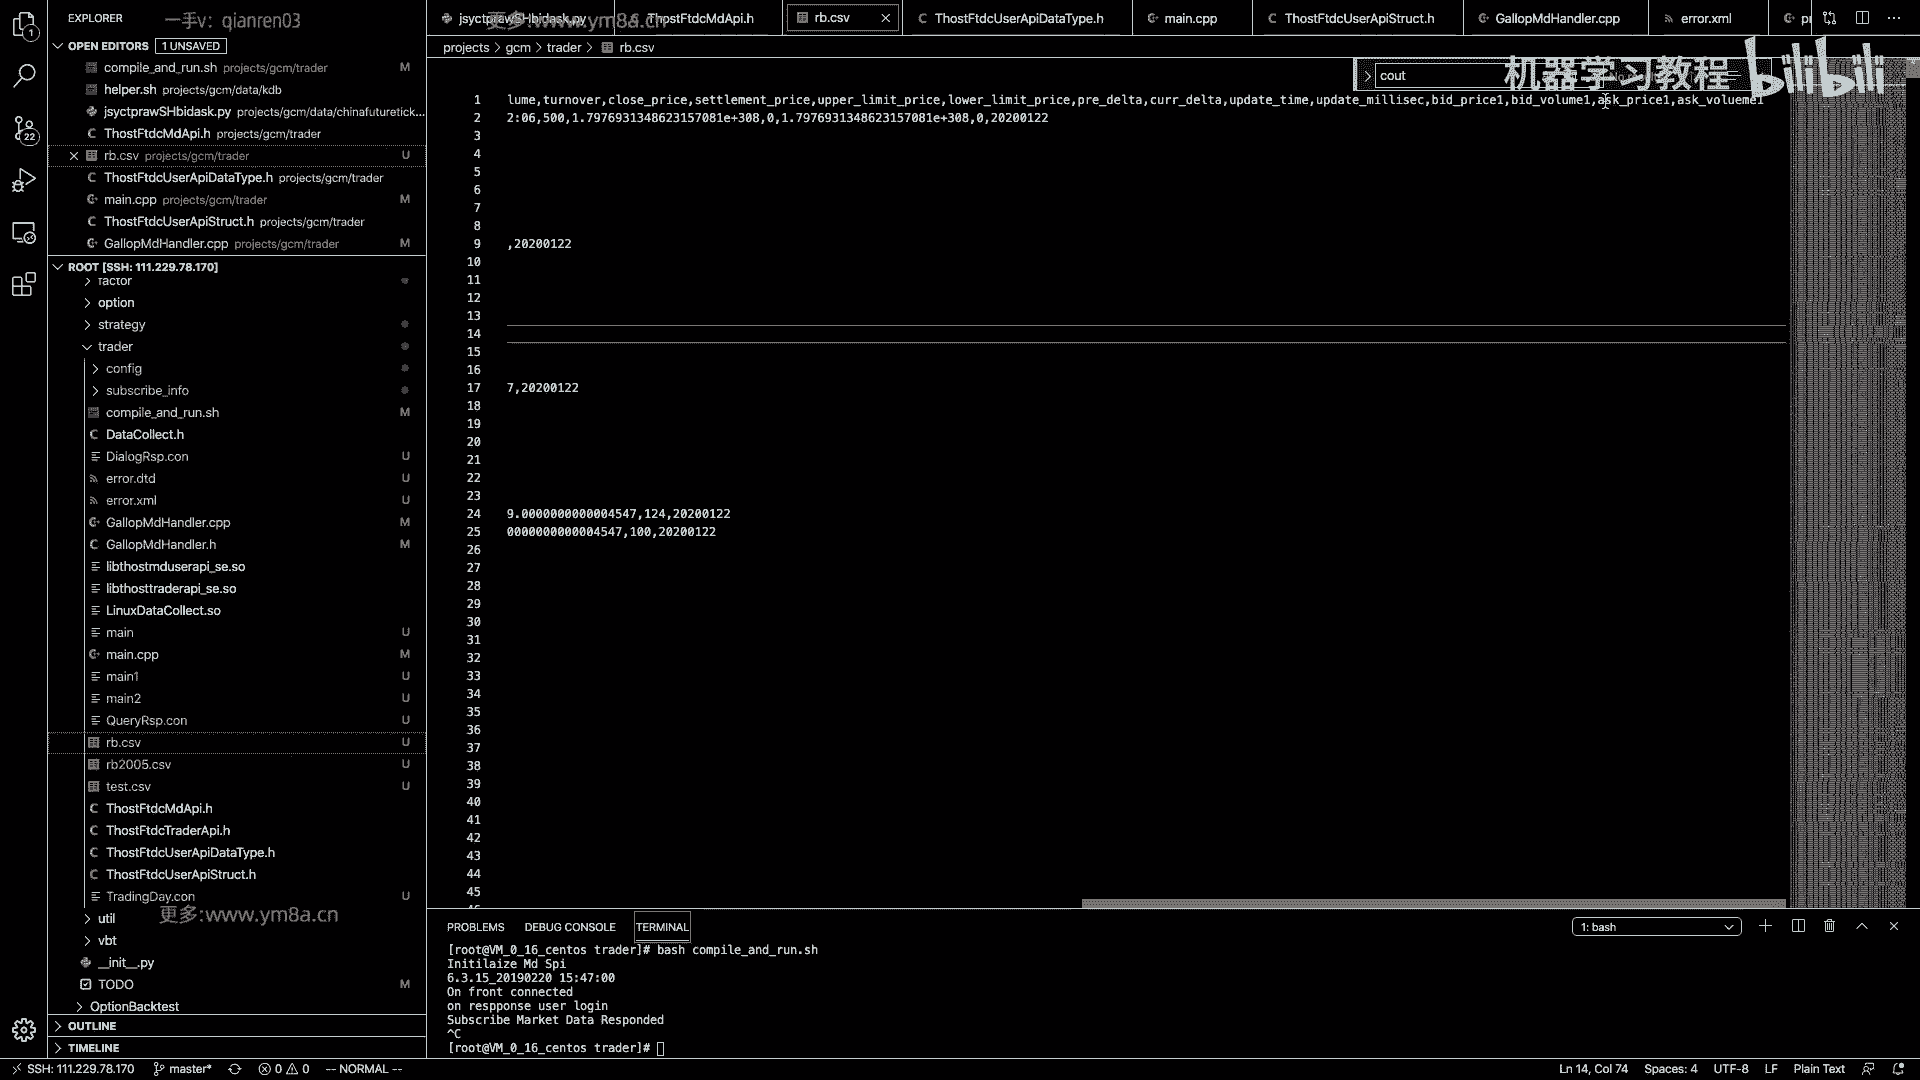 EXPLORER
一手v：qianren03
OPEN EDITORS 1 UNSAVED
compile_and_run.sh projects/gcm/trader M
helper.sh projects/gcm/data/kdb
jsyctprawSHbidask.py projects/gcm/data/chinafuturetick...
ThostFtdcMdApi.h projects/gcm/trader
rb.csv projects/gcm/trader U
ThostFtdcUserApiDataType.h projects/gcm/trader
main.cpp projects/gcm/trader M
ThostFtdcUserApiStruct.h projects/gcm/trader
GallopMdHandler.cpp projects/gcm/trader M
ROOT [SSH: 111.229.78.170]
factor
option
strategy
trader
config
subscribe_info
compile_and_run.sh M
DataCollect.h
DialogRsp.con U
error.dtd U
error.xml U
GallopMdHandler.cpp M
GallopMdHandler.h M
libthostmduserapi_se.so
libthosttraderapi_se.so
LinuxDataCollect.so
main U
main.cpp M
main1 U
main2 U
QueryRsp.con U
rb.csv U
rb2005.csv U
test.csv U
ThostFtdcMdApi.h
ThostFtdcTraderApi.h
ThostFtdcUserApiDataType.h
ThostFtdcUserApiStruct.h
TradingDay.con U
util
更多:www.ym8a.cn
vbt
__init__.py
TODO M
OptionBacktest
OUTLINE
TIMELINE
jsyctprawSHbidask.py ThostFtdcMdApi.h rb.csv ThostFtdcUserApiDataType.h main.cpp ThostFtdcUserApiStruct.h GallopMdHandler.cpp error.xml
更多:www.ym8a.cn
projects > gcm > trader > rb.csv
cout
机器学习教程 bilibili
1 lume,turnover,close_price,settlement_price,upper_limit_price,lower_limit_price,pre_delta,curr_delta,update_time,update_millisec,bid_price1,bid_volume1,ask_price1,ask_volueme1
2 2:06,500,1.7976931348623157081e+308,0,1.7976931348623157081e+308,0,20200122
3
4
5
6
7
8
9 ,20200122
10
11
12
13
14
15
16
17 7,20200122
18
19
20
21
22
23
24 9.0000000000004547,124,20200122
25 0000000000004547,100,20200122
26
27
28
29
30
31
32
33
34
35
36
37
38
39
40
41
42
43
44
45
PROBLEMS DEBUG CONSOLE TERMINAL 1: bash
[root@VM_0_16_centos trader]# bash compile_and_run.sh
Initilaize Md Spi
6.3.15_20190220 15:47:00
On front connected
on respponse user login
Subscribe Market Data Responded
^C
[root@VM_0_16_centos trader]#
SSH: 111.229.78.170 master* 0 0 -- NORMAL -- Ln 14, Col 74 Spaces: 4 UTF-8 LF Plain Text